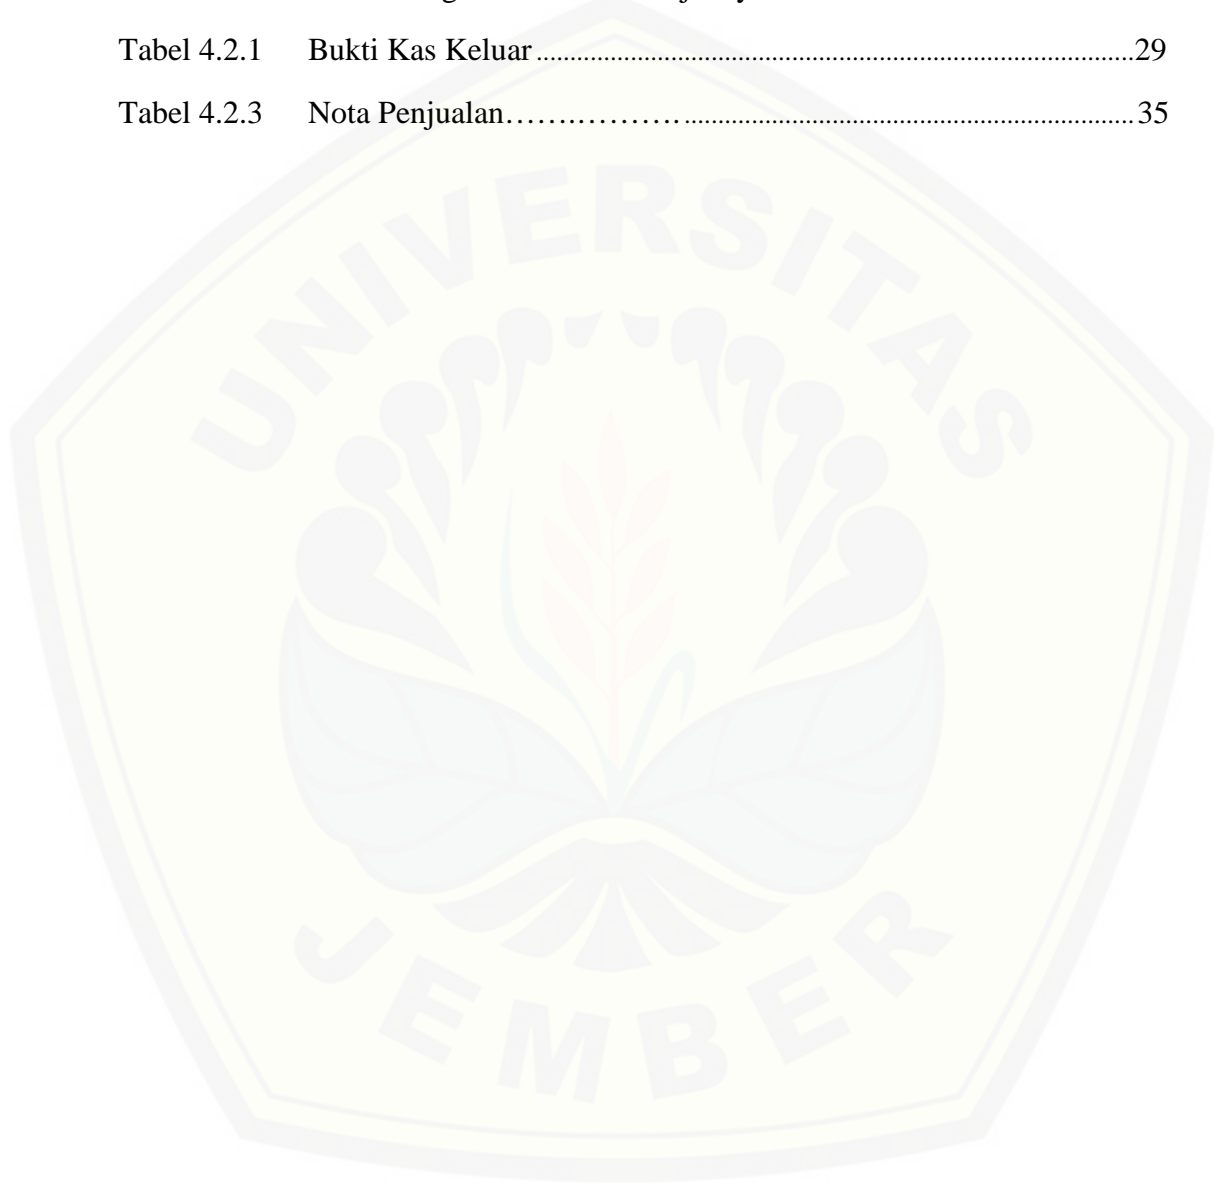 Tabel 4.2.1 Bukti Kas Keluar........................................................................................................29
Tabel 4.2.3 Nota Penjualan……………….............................................................................35
UNIVERSITAS
JEMBER